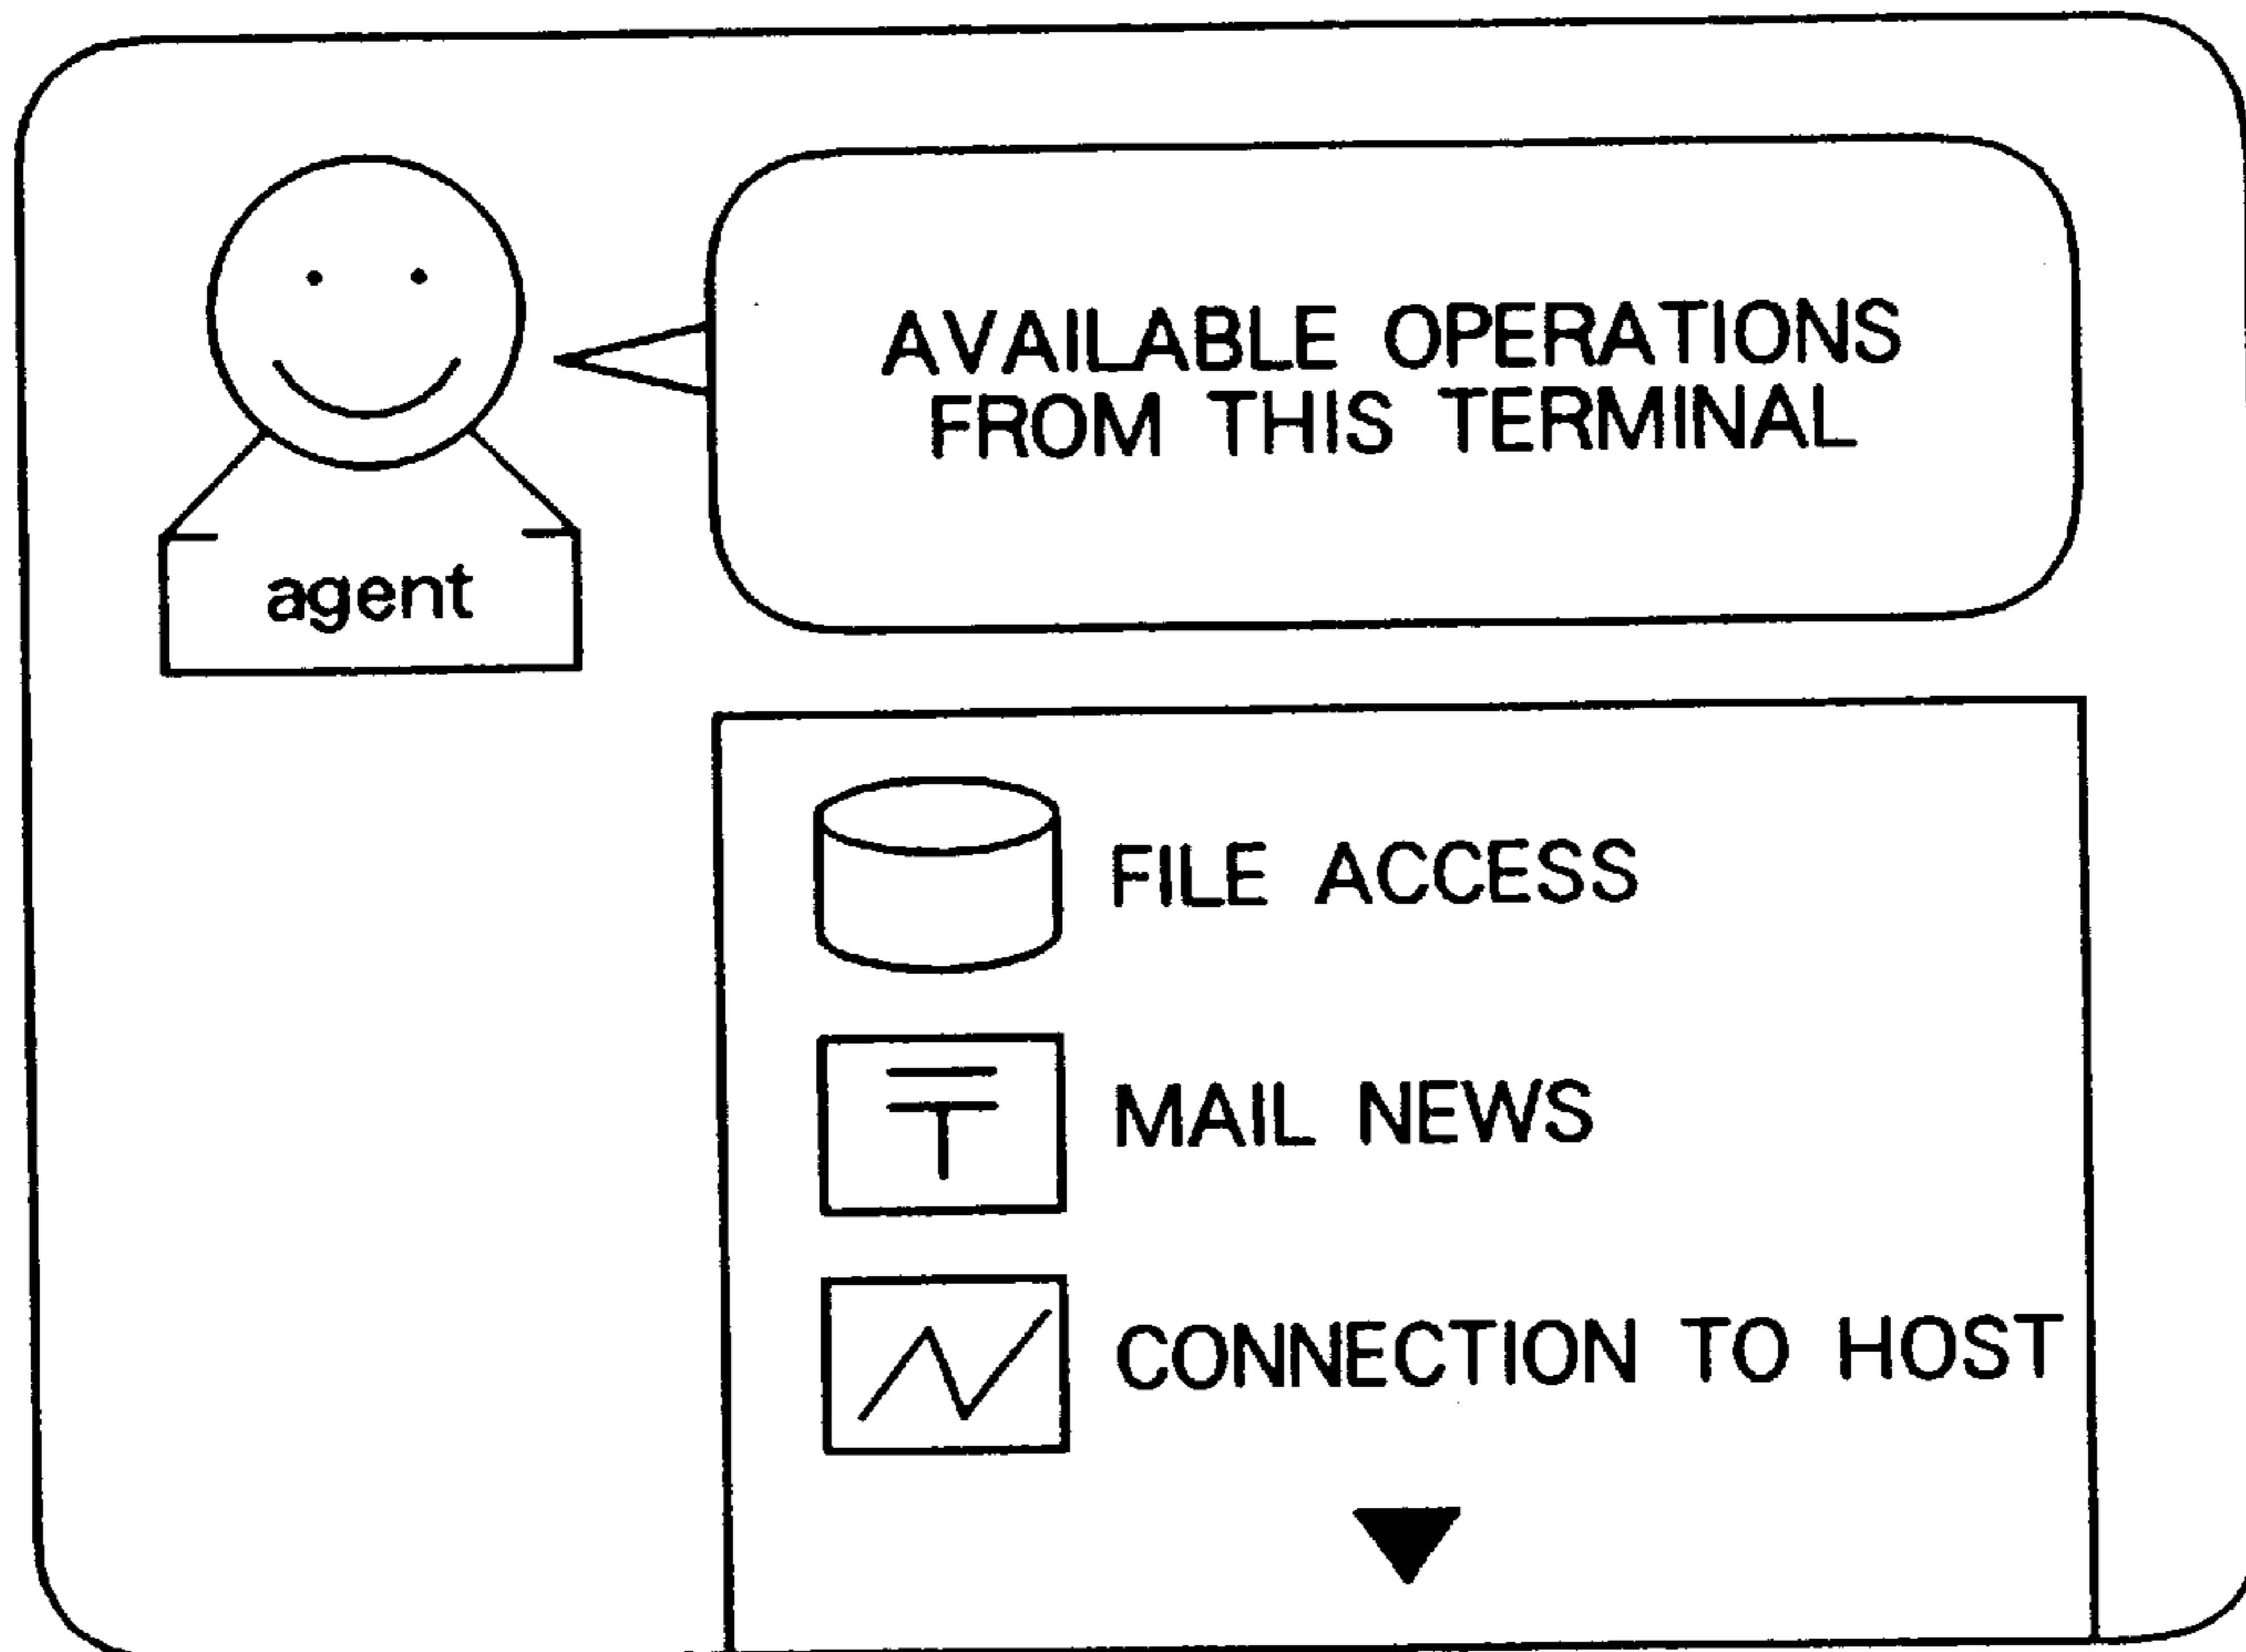 AVAILABLE OPERATIONS
FROM THIS TERMINAL
agent
FILE ACCESS
〒 MAIL NEWS
CONNECTION TO HOST